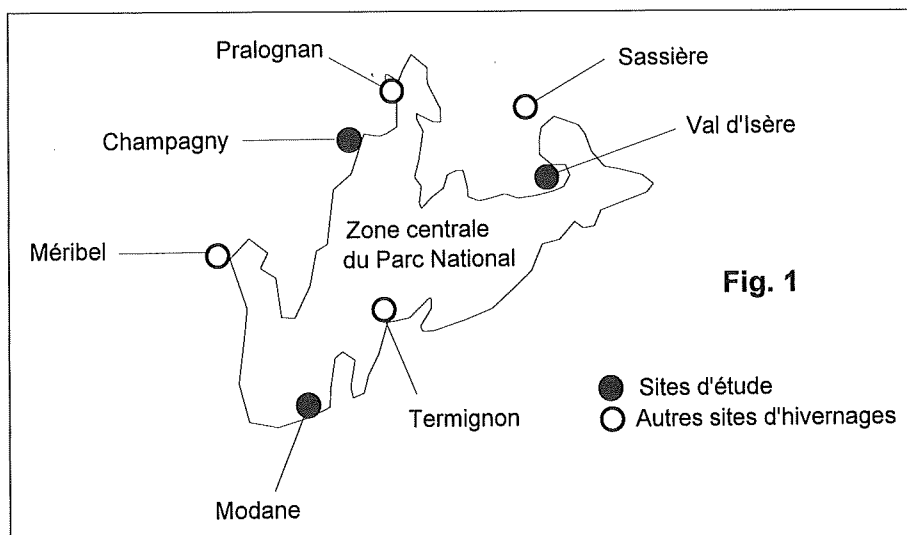 Pralognan
Sassière
Champagny
Val d'Isère
Méribel
Zone centrale
du Parc National
Fig. 1
Sites d'étude
Autres sites d'hivernages
Termignon
Modane